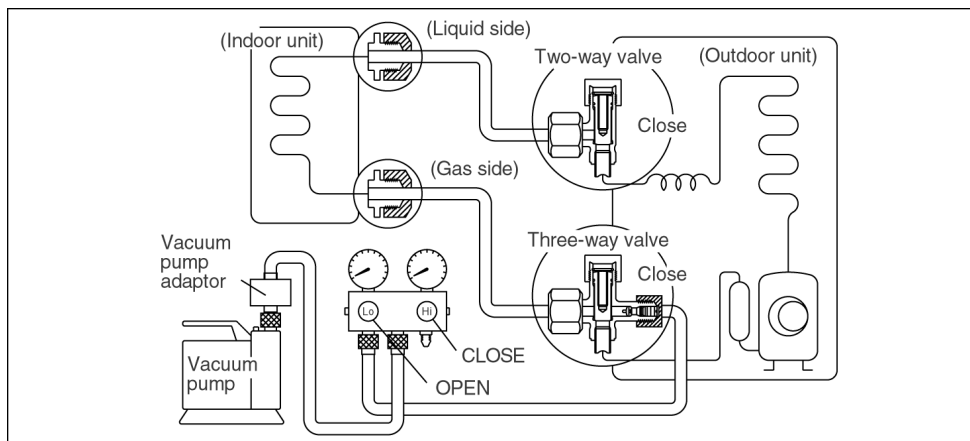 (Liquid side)
(Indoor unit)
Two-way valve
(Outdoor unit)
Close
(Gas side)
Three-way valve
Close
Vacuum
pump
adaptor
Lo
Hi
CLOSE
OPEN
Vacuum
pump